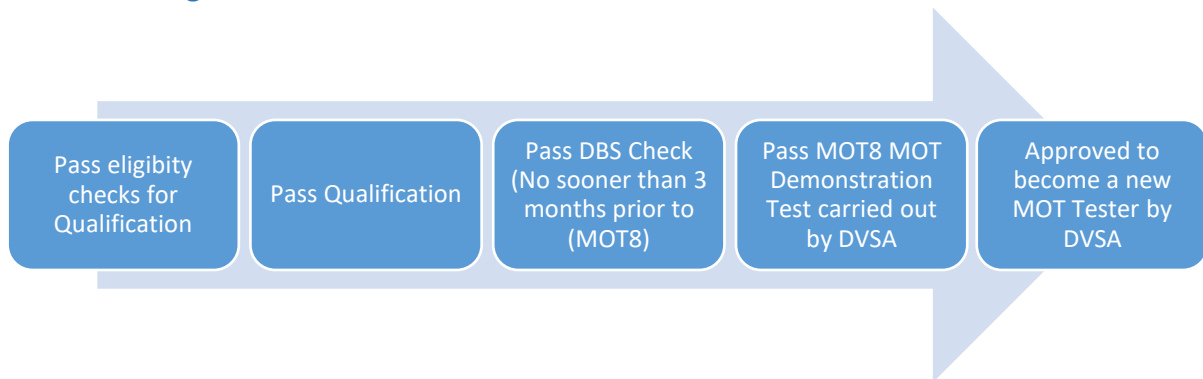 Pass eligibity
checks for
Qualification
Pass Qualification
Pass DBS Check
(No sooner than 3
months prior to
(MOT8)
Pass MOT8 MOT
Demonstration
Test carried out
by DVSA
Approved to
become a new
MOT Tester by
DVSA